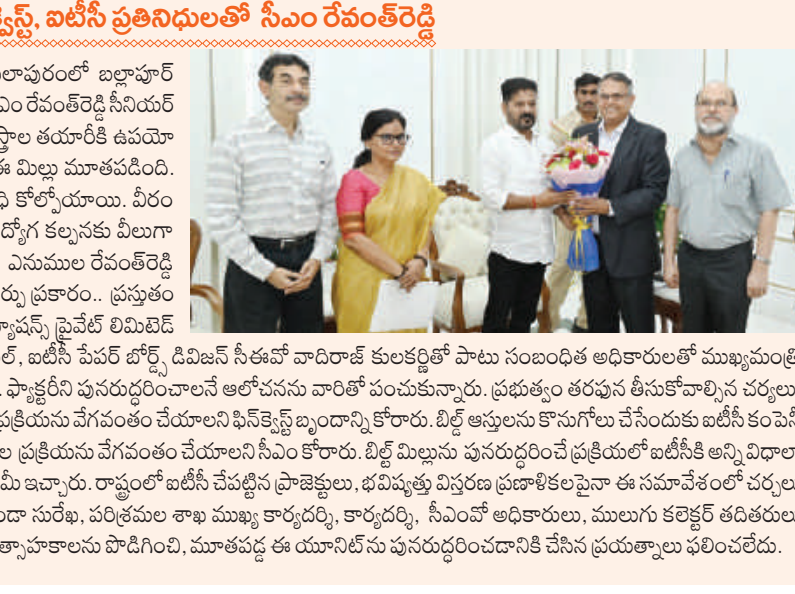 క్వెస్ట్, ఐటీసీ ప్రతినిధులతో సీఎం రేవంత్‌రెడ్డి
లాపురంలో బల్లాపూర్
ఎం రేవంత్‌రెడ్డి సీనియర్
స్త్రాల తయారీకి ఉపయో
ఈ మిల్లు మూతపడింది.
ధి కోల్పోయాయి. వీరం
ద్యోగ కల్పనకు వీలుగా
ఎనుముల రేవంత్‌రెడ్డి
ర్పు ప్రకారం.. ప్రస్తుతం
్యూషన్స్ ప్రైవేట్ లిమిటెడ్
ల్, ఐటీసీ పేపర్ బోర్డ్స్ డివిజన్ సీఈవో వాదిరాజ్ కులకర్ణితో పాటు సంబంధిత అధికారులతో ముఖ్యమంత్రి
. ఫ్యాక్టరీని పునరుద్ధరించాలనే ఆలోచనను వారితో పంచుకున్నారు. ప్రభుత్వం తరఫున తీసుకోవాల్సిన చర్యలు
ప్రక్రియను వేగవంతం చేయాలని ఫిన్‌క్వెస్ట్ బృందాన్ని కోరారు. బిల్డ్ ఆస్తులను కొనుగోలు చేసేందుకు ఐటీసీ కంపెనీ
ల ప్రక్రియను వేగవంతం చేయాలని సీఎం కోరారు. బిల్ట్ మిల్లును పునరుద్ధరించే ప్రక్రియలో ఐటీసీకి అన్ని విధాలా
మీ ఇచ్చారు. రాష్ట్రంలో ఐటీసీ చేపట్టిన ప్రాజెక్టులు, భవిష్యత్తు విస్తరణ ప్రణాళికలపైనా ఈ సమావేశంలో చర్చలు
డా సురేఖ, పరిశ్రమల శాఖ ముఖ్య కార్యదర్శి, కార్యదర్శి, సీఎంవో అధికారులు, ములుగు కలెక్టర్ తదితరులు
త్సాహకాలను పొడిగించి, మూతపడ్డ ఈ యూనిట్‌ను పునరుద్ధరించడానికి చేసిన ప్రయత్నాలు ఫలించలేదు.